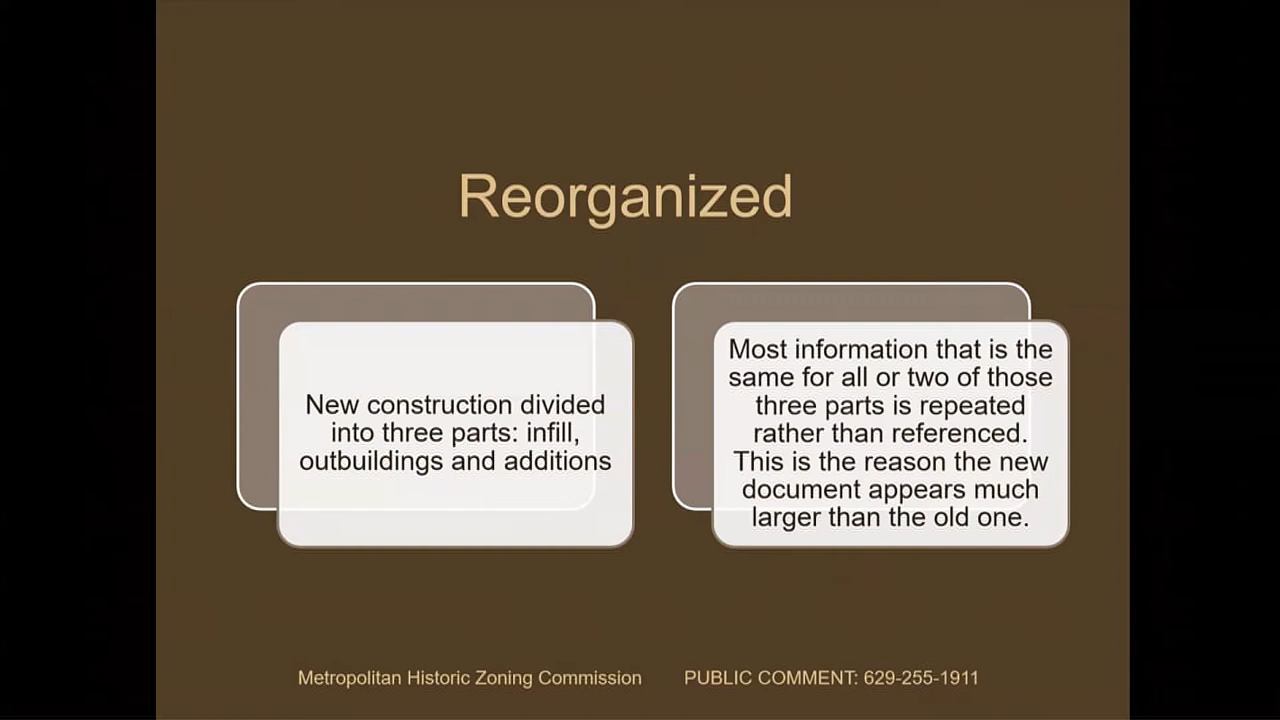 Reorganized
New construction divided
into three parts: infill,
outbuildings and additions
Most information that is the
same for all or two of those
three parts is repeated
rather than referenced.
This is the reason the new
document appears much
larger than the old one.
Metropolitan Historic Zoning Commission PUBLIC COMMENT: 629-255-1911